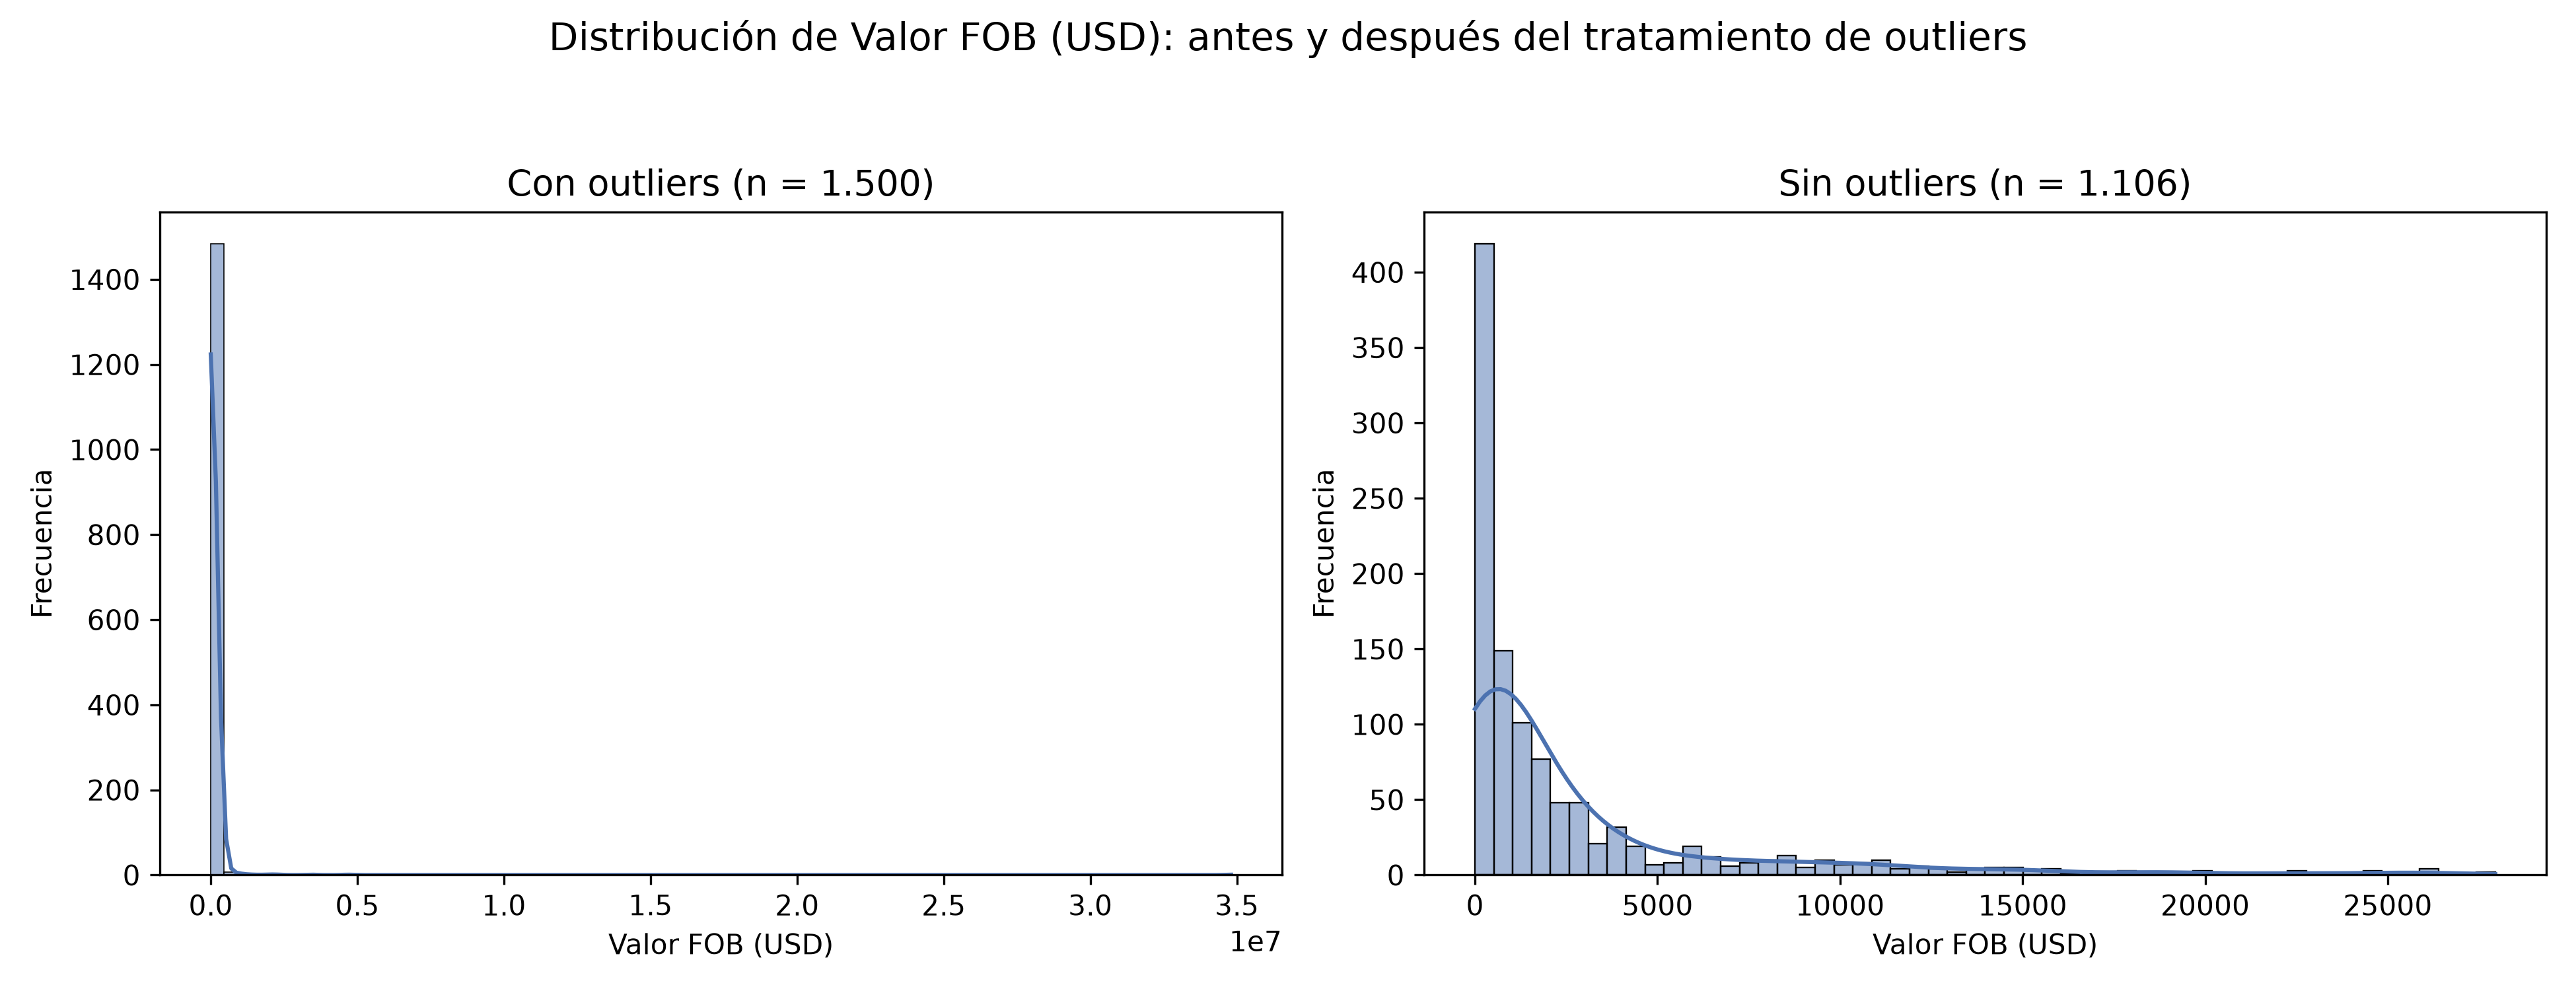 Distribución de Valor FOB (USD): antes y después del tratamiento de outliers
Con outliers (n = 1.500)
Frecuencia
1400
1200
1000
800
600
400
200
0
0.0 0.5 1.0 1.5 2.0 2.5 3.0 3.5
1e7
Valor FOB (USD)
Sin outliers (n = 1.106)
Frecuencia
400
350
300
250
200
150
100
50
0
0 5000 10000 15000 20000 25000
Valor FOB (USD)